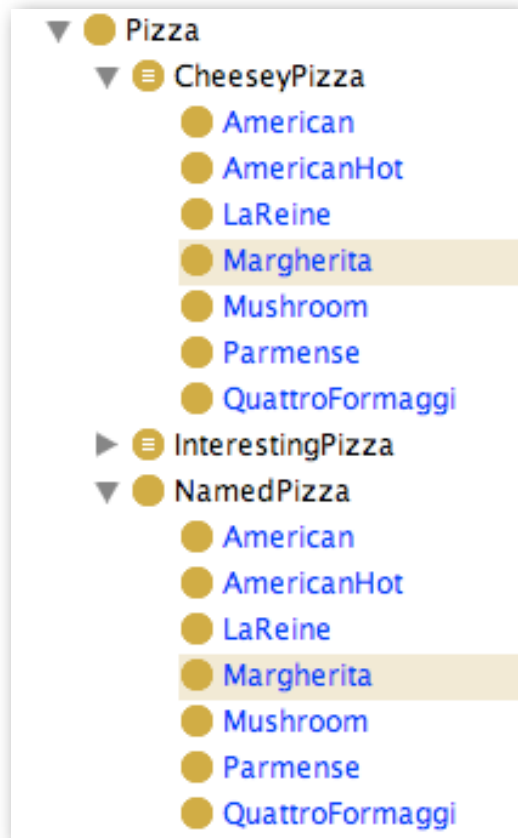 Pizza
CheeseyPizza
American
AmericanHot
LaReine
Margherita
Mushroom
Parmense
QuattroFormaggi
InterestingPizza
NamedPizza
American
AmericanHot
LaReine
Margherita
Mushroom
Parmense
QuattroFormaggi